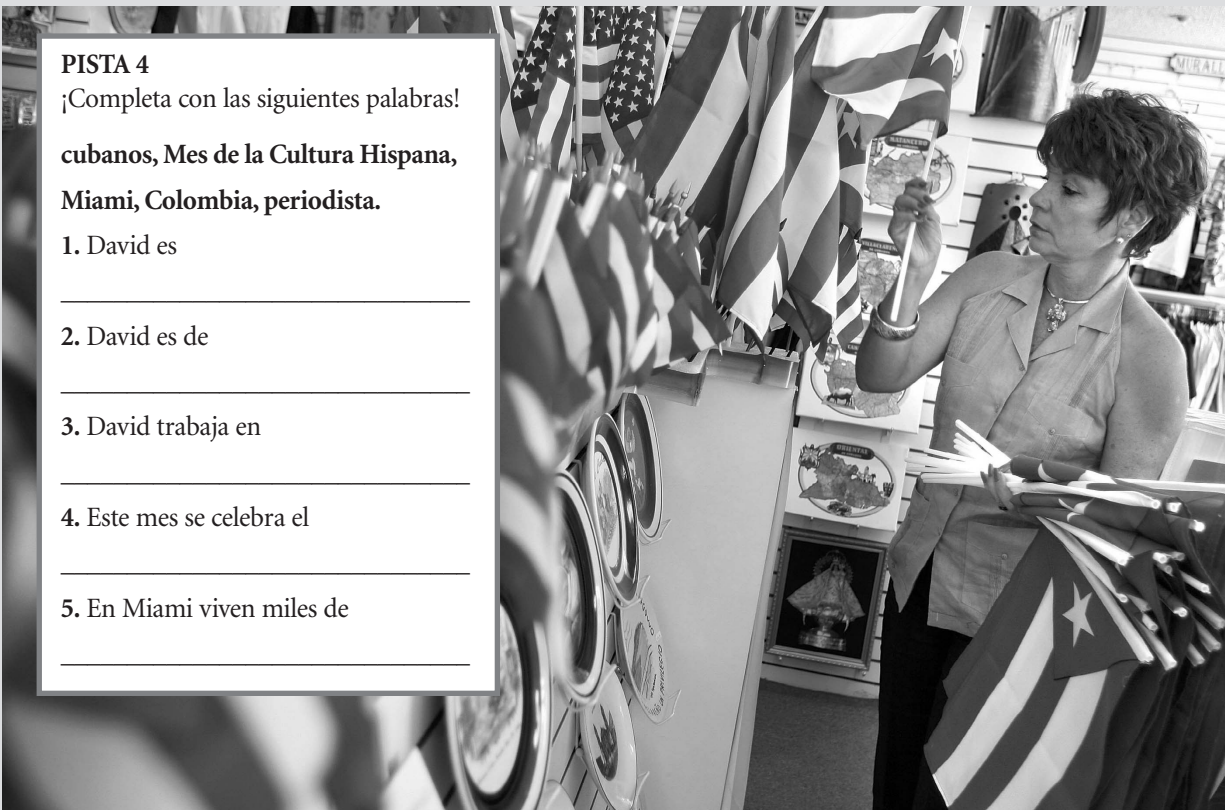 PISTA 4
¡Completa con las siguientes palabras!
cubanos, Mes de la Cultura Hispana,
Miami, Colombia, periodista.
1. David es
2. David es de
3. David trabaja en
4. Este mes se celebra el
5. En Miami viven miles de
MATANCERO
ORIENTAL